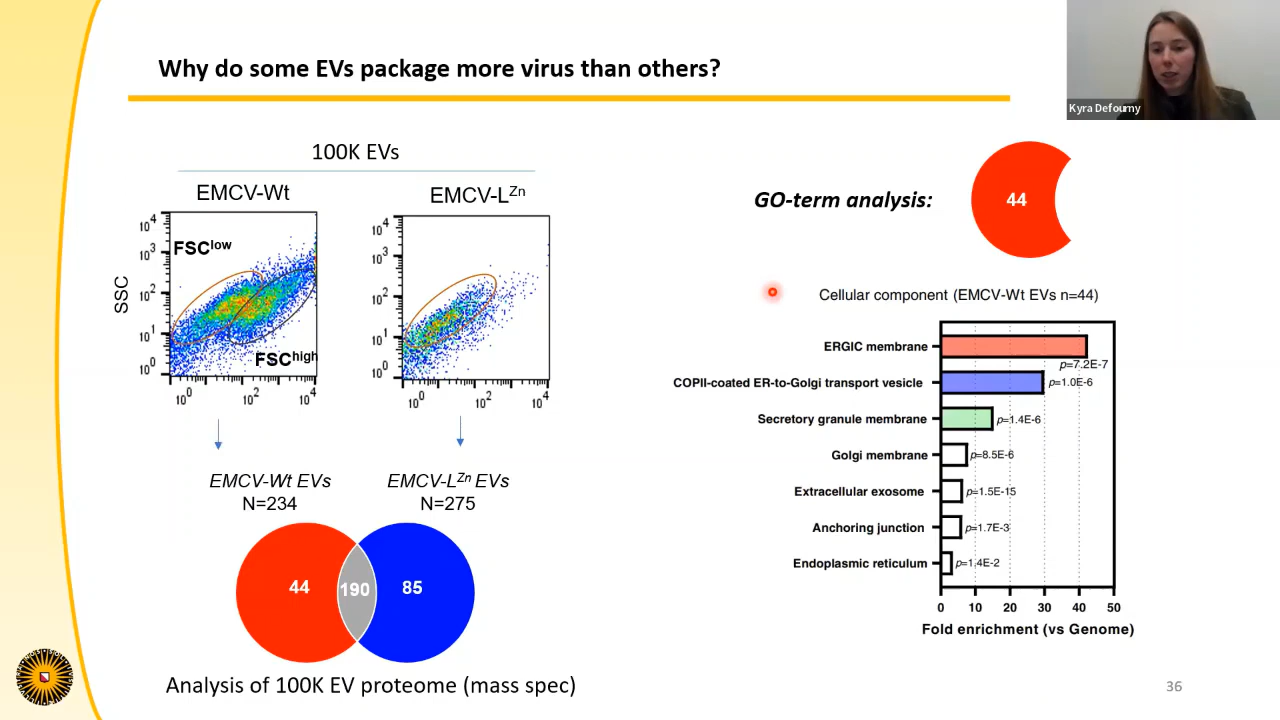 Why do some EVs package more virus than others?
Kyra Defourny
100K EVs
EMCV-Wt
EMCV-L^Zn
SSC
10^4
10^3
10^2
10^1
10^0
FSC^low
FSC^high
10^0
10^2
10^4
10^4
10^3
10^2
10^1
10^0
10^0
10^2
10^4
EMCV-Wt EVs
N=234
EMCV-L^Zn EVs
N=275
44
190
85
Analysis of 100K EV proteome (mass spec)
GO-term analysis:
44
Cellular component (EMCV-Wt EVs n=44)
ERGIC membrane
p=7.2E-7
COPII-coated ER-to-Golgi transport vesicle
p=1.0E-6
Secretory granule membrane
p=1.4E-6
Golgi membrane
p=8.5E-6
Extracellular exosome
p=1.5E-15
Anchoring junction
p=1.7E-3
Endoplasmic reticulum
p=1.4E-2
0 10 20 30 40 50
Fold enrichment (vs Genome)
36